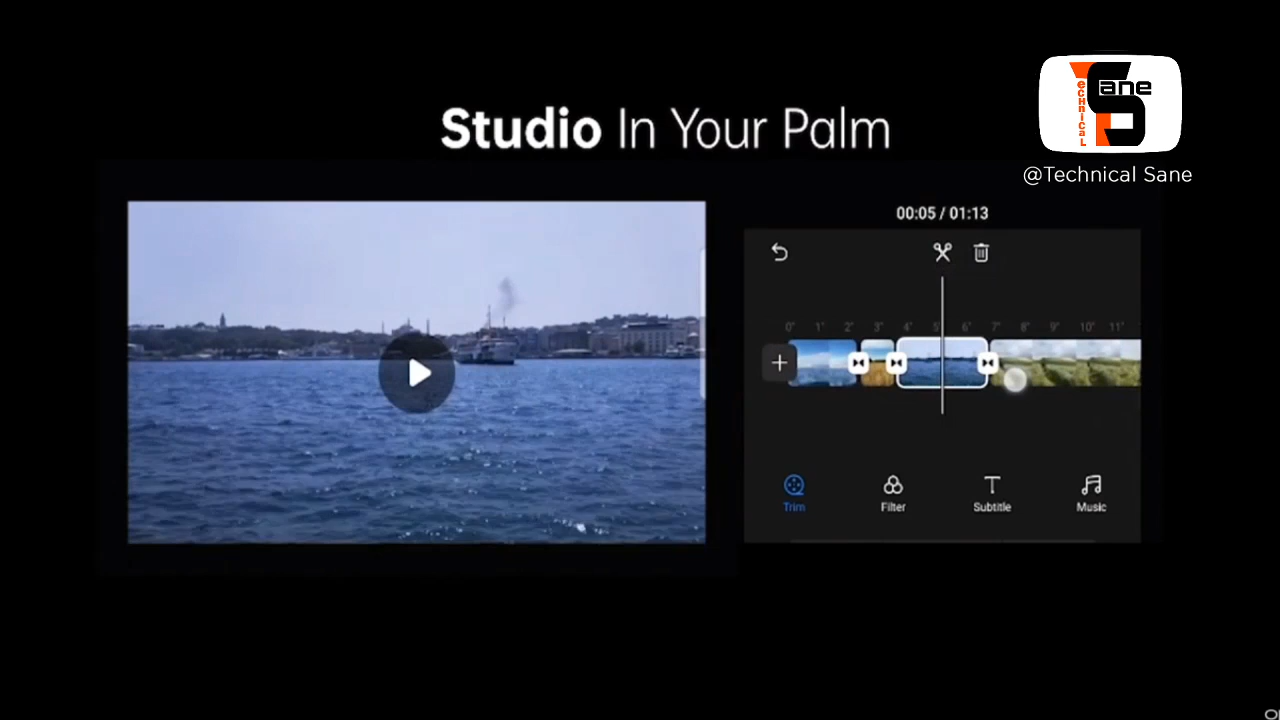 Studio In Your Palm
Technical Sane
@Technical Sane
00:05 / 01:13
0" 1" 2" 3" 4" 5" 6" 7" 8" 9" 10" 11"
Trim Filter Subtitle Music